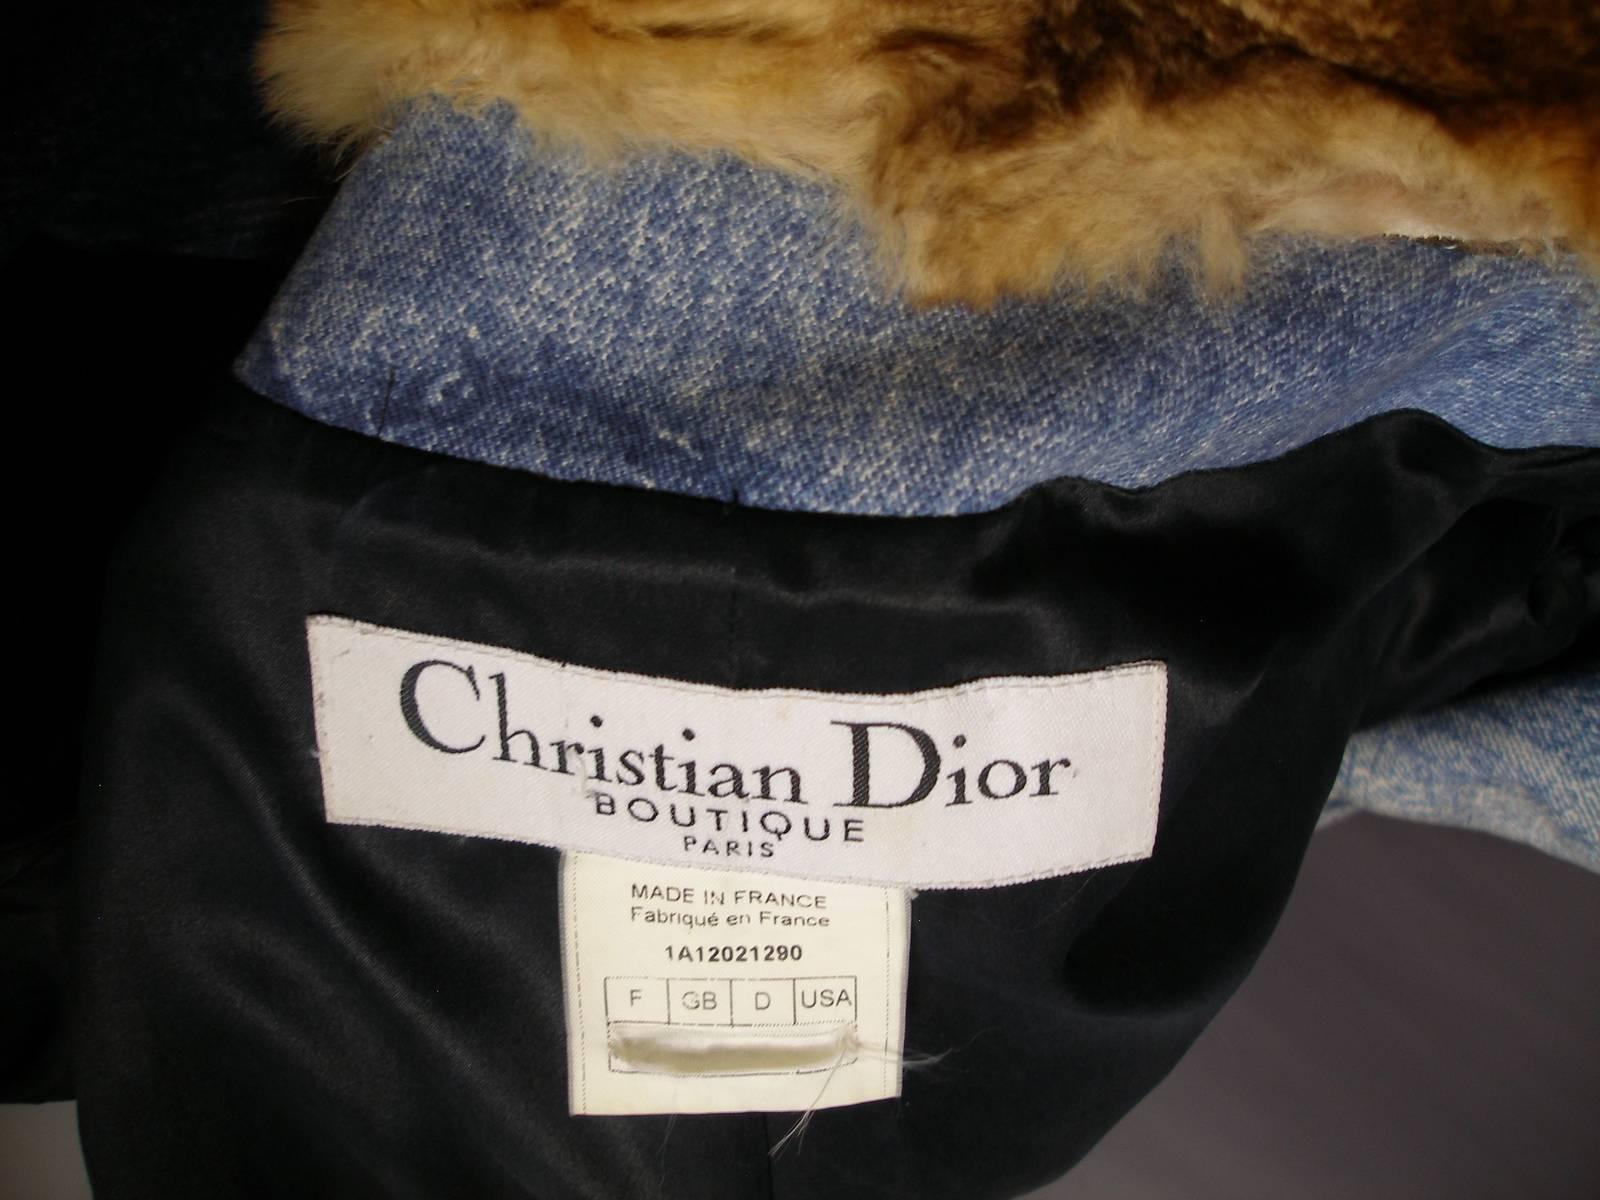 Christian Dior
BOUTIQUE
PARIS
MADE IN FRANCE
Fabriqué en France
1A12021290
F GB D USA